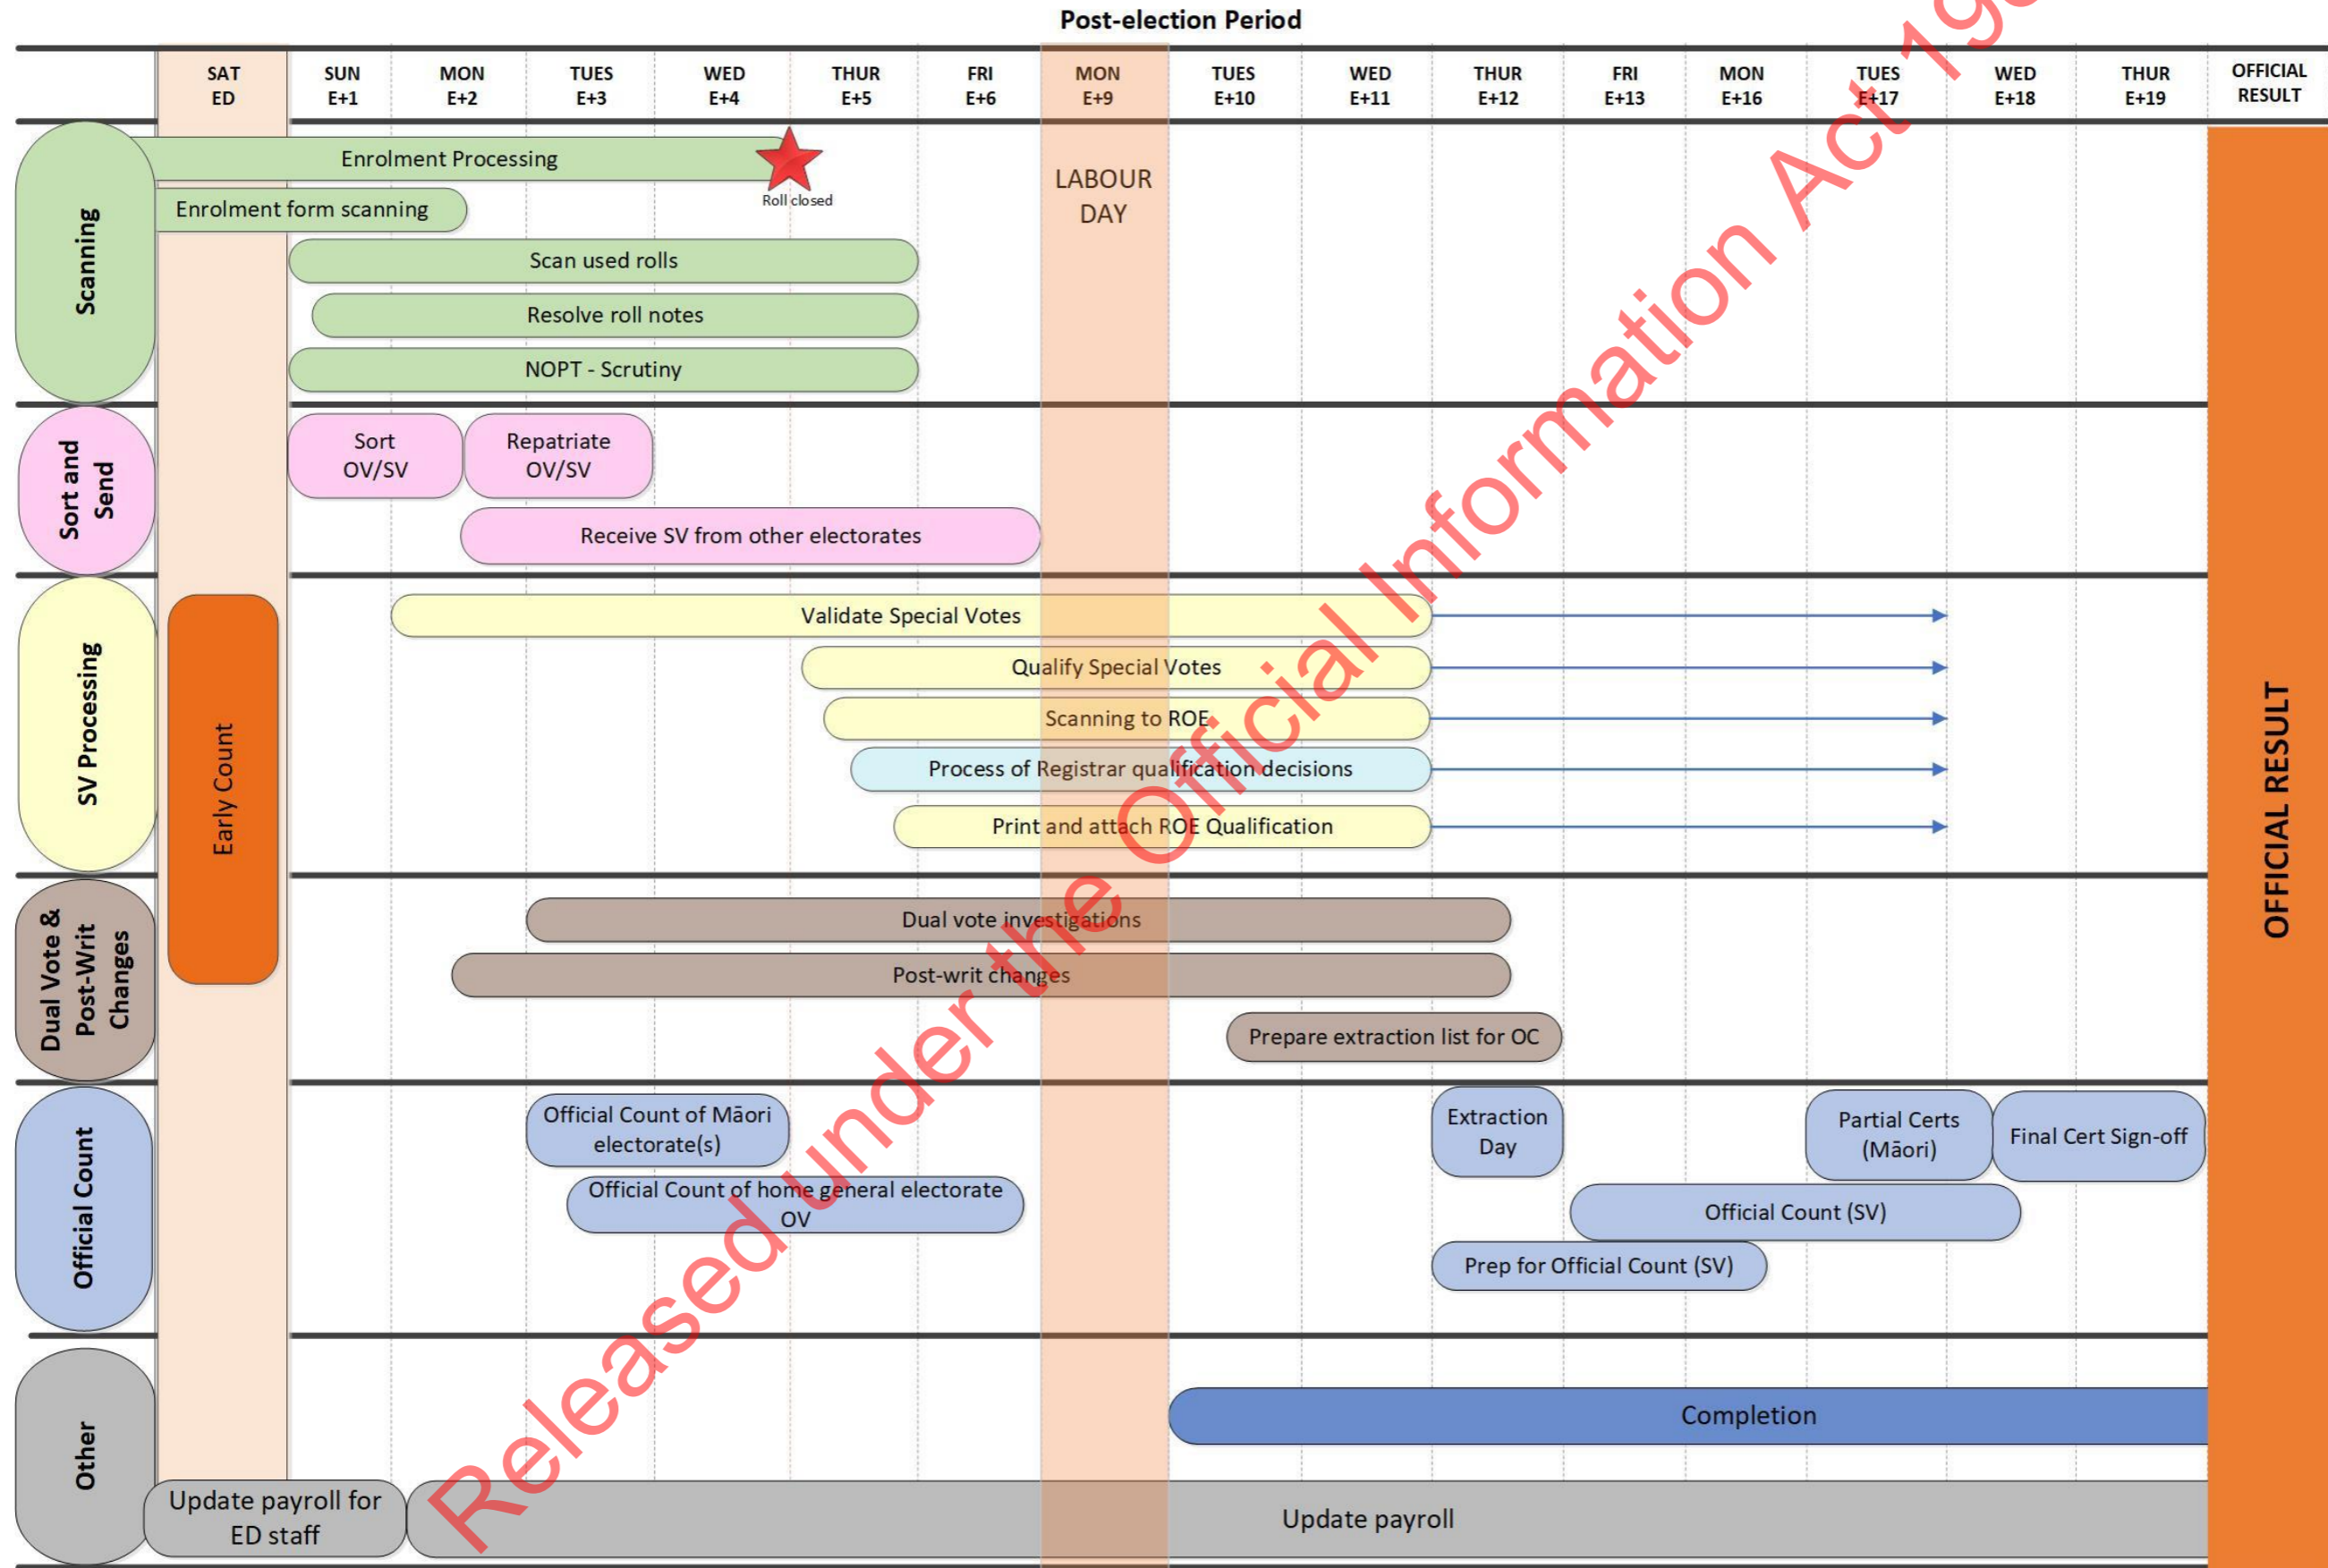 Post-election Period
SAT
ED
SUN
E+1
MON
E+2
TUES
E+3
WED
E+4
THUR
E+5
FRI
E+6
MON
E+9
TUES
E+10
WED
E+11
THUR
E+12
FRI
E+13
MON
E+16
TUES
E+17
WED
E+18
THUR
E+19
OFFICIAL
RESULT
Scanning
Enrolment Processing
Roll closed
Enrolment form scanning
Scan used rolls
Resolve roll notes
NOPT - Scrutiny
LABOUR
DAY
Sort and
Send
Sort
OV/SV
Repatriate
OV/SV
Receive SV from other electorates
SV Processing
Early Count
Validate Special Votes
Qualify Special Votes
Scanning to ROE
Process of Registrar qualification decisions
Print and attach ROE Qualification
Dual Vote &
Post-Writ
Changes
Dual vote investigations
Post-writ changes
Prepare extraction list for OC
Official Count
Official Count of Māori
electorate(s)
Official Count of home general electorate
OV
Extraction
Day
Partial Certs
(Māori)
Final Cert Sign-off
Official Count (SV)
Prep for Official Count (SV)
Other
Completion
Update payroll for
ED staff
Update payroll
OFFICIAL RESULT
Released under the Official Information Act